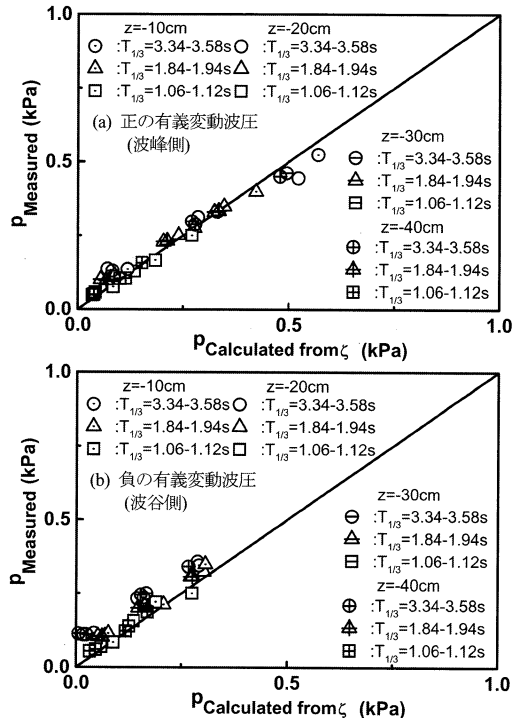 1.0
z=-10cm z=-20cm
:T1/3=3.34-3.58s :T1/3=3.34-3.58s
:T1/3=1.84-1.94s :T1/3=1.84-1.94s
:T1/3=1.06-1.12s :T1/3=1.06-1.12s
(a) 正の有義変動波圧
(波峰側)
pMeasured (kPa)
0.5
z=-30cm
:T1/3=3.34-3.58s
:T1/3=1.84-1.94s
:T1/3=1.06-1.12s
z=-40cm
:T1/3=3.34-3.58s
:T1/3=1.84-1.94s
:T1/3=1.06-1.12s
0.0
0.0 0.5 1.0
pCalculated fromζ (kPa)
1.0
z=-10cm z=-20cm
:T1/3=3.34-3.58s :T1/3=3.34-3.58s
:T1/3=1.84-1.94s :T1/3=1.84-1.94s
:T1/3=1.06-1.12s :T1/3=1.06-1.12s
(b) 負の有義変動波圧
(波谷側)
pMeasured (kPa)
0.5
z=-30cm
:T1/3=3.34-3.58s
:T1/3=1.84-1.94s
:T1/3=1.06-1.12s
z=-40cm
:T1/3=3.34-3.58s
:T1/3=1.84-1.94s
:T1/3=1.06-1.12s
0.0
0.0 0.5 1.0
pCalculated fromζ (kPa)